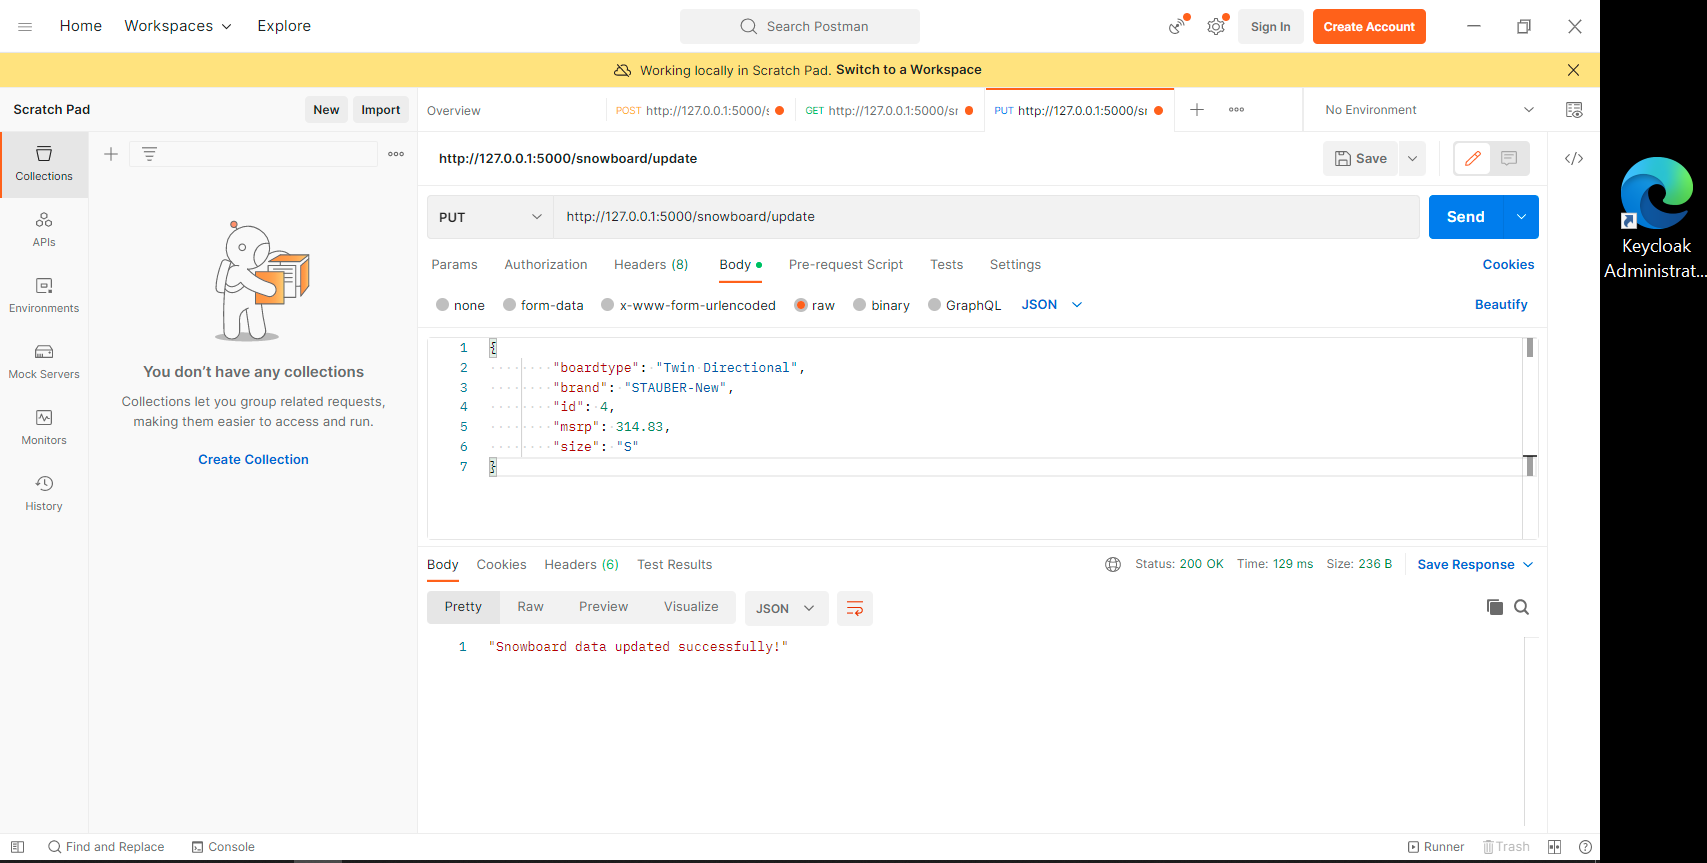 Home Workspaces Explore Search Postman Sign In Create Account
Working locally in Scratch Pad. Switch to a Workspace
Scratch Pad New Import Overview POST http://127.0.0.1:5000/s GET http://127.0.0.1:5000/sr PUT http://127.0.0.1:5000/sr No Environment
Collections
http://127.0.0.1:5000/snowboard/update Save
APIs
PUT http://127.0.0.1:5000/snowboard/update Send
Environments
Params Authorization Headers (8) Body Pre-request Script Tests Settings Cookies
none form-data x-www-form-urlencoded raw binary GraphQL JSON Beautify
Mock Servers
Monitors
History
You don't have any collections
Collections let you group related requests,
making them easier to access and run.
Create Collection
1 {
2 "boardtype": "Twin Directional",
3 "brand": "STAUBER-New",
4 "id": 4,
5 "msrp": 314.83,
6 "size": "S"
7 }
Body Cookies Headers (6) Test Results Status: 200 OK Time: 129 ms Size: 236 B Save Response
Pretty Raw Preview Visualize JSON
1 "Snowboard data updated successfully!"
Find and Replace Console Runner Trash
Keycloak
Administrat...